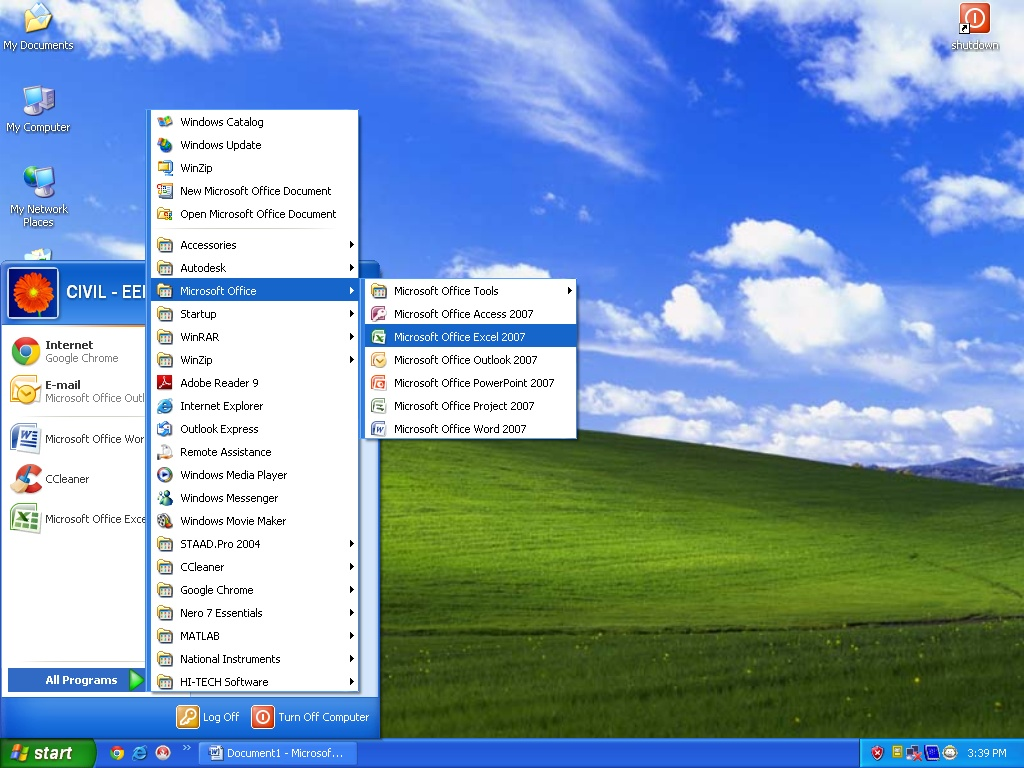 My Documents
My Computer
My Network
Places
shutdown
CIVIL - EEI
Internet
Google Chrome
E-mail
Microsoft Office Outl
Microsoft Office Wor
CCleaner
Microsoft Office Exce
All Programs
Windows Catalog
Windows Update
WinZip
New Microsoft Office Document
Open Microsoft Office Document
Accessories
Autodesk
Microsoft Office
Startup
WinRAR
WinZip
Adobe Reader 9
Internet Explorer
Outlook Express
Remote Assistance
Windows Media Player
Windows Messenger
Windows Movie Maker
STAAD.Pro 2004
CCleaner
Google Chrome
Nero 7 Essentials
MATLAB
National Instruments
HI-TECH Software
Microsoft Office Tools
Microsoft Office Access 2007
Microsoft Office Excel 2007
Microsoft Office Outlook 2007
Microsoft Office PowerPoint 2007
Microsoft Office Project 2007
Microsoft Office Word 2007
Log Off
Turn Off Computer
start
Document1 - Microsof...
3:39 PM